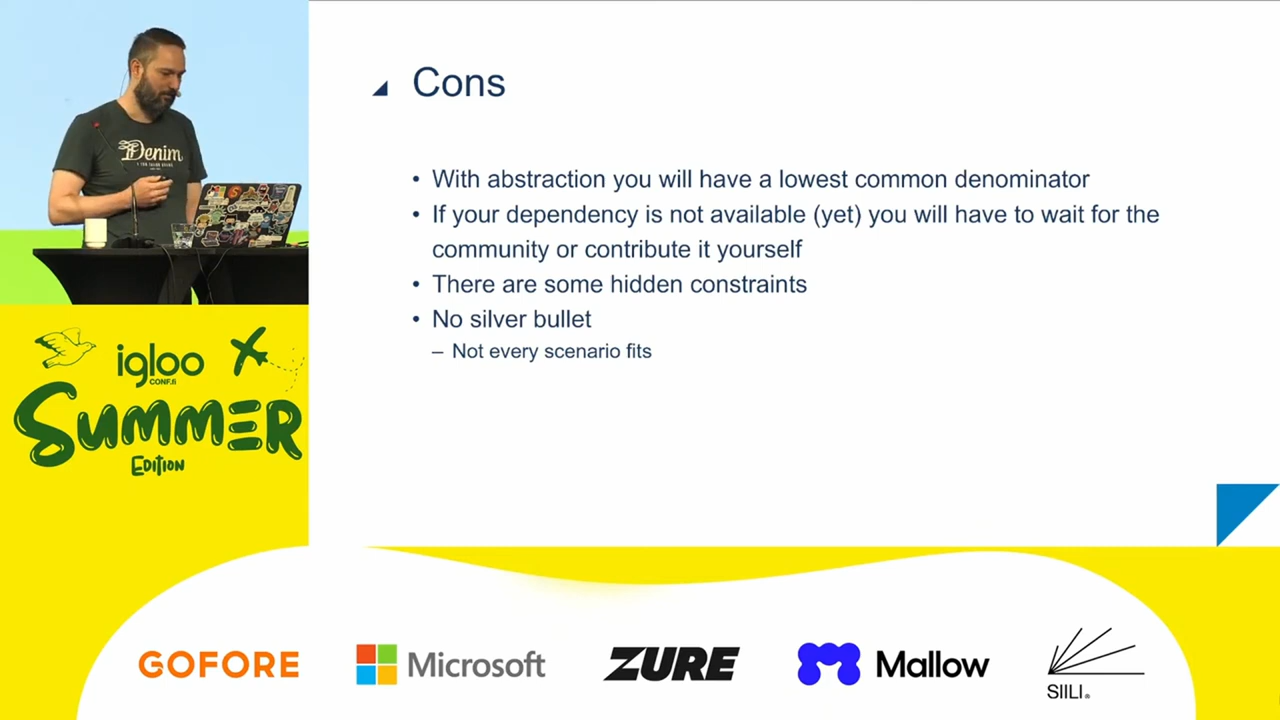 Denim
Cons
• With abstraction you will have a lowest common denominator
• If your dependency is not available (yet) you will have to wait for the
community or contribute it yourself
• There are some hidden constraints
• No silver bullet
– Not every scenario fits
igloo
CONF.fi
SUMMER
EDITION
GOFORE
Microsoft
ZURE
Mallow
SIILI